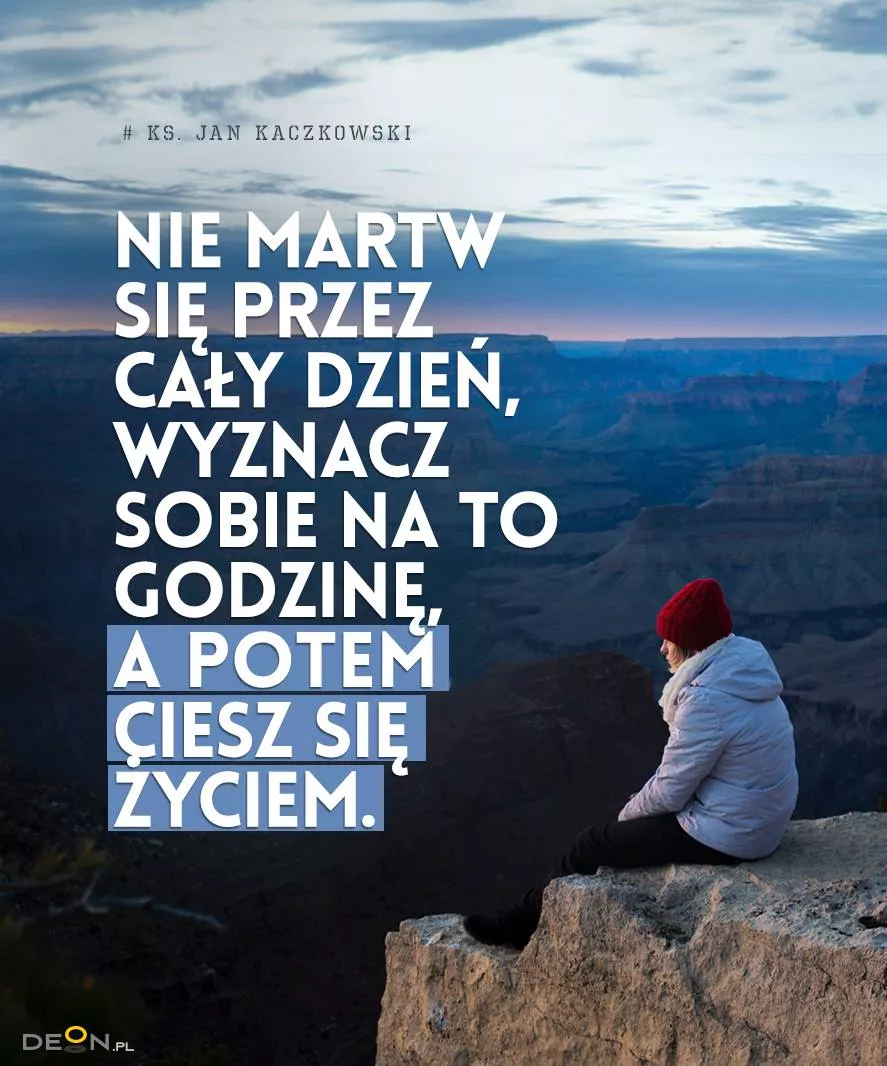 # KS. JAN KACZKOWSKI
NIE MARTW
SIĘ PRZEZ
CAŁY DZIEŃ,
WYZNACZ
SOBIE NA TO
GODZINĘ,
A POTEM
CIESZ SIĘ
ŻYCIEM.
DEON.PL